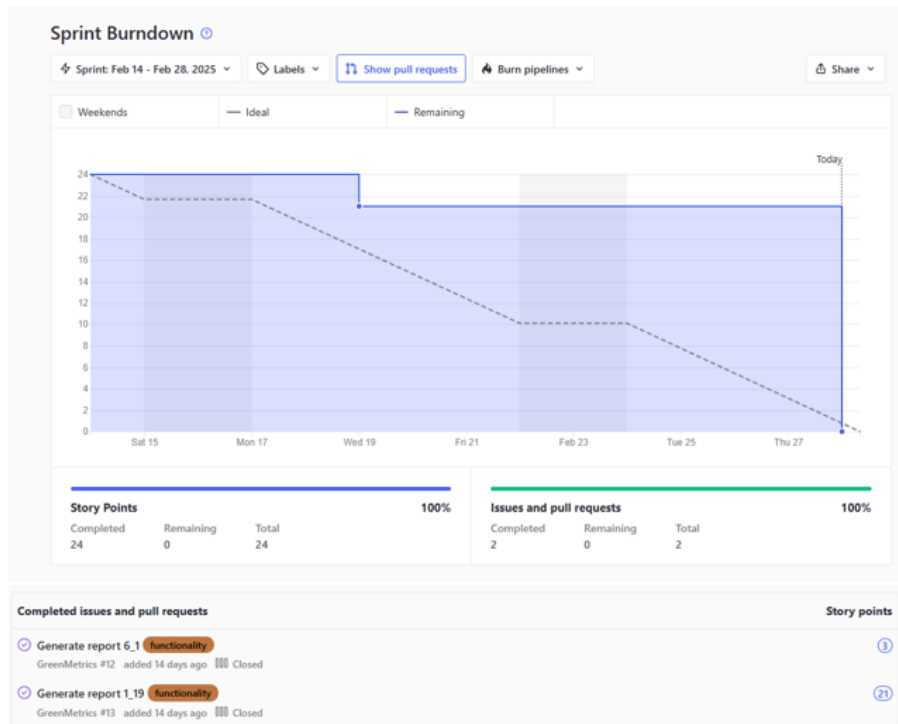 Sprint Burndown
Sprint: Feb 14 - Feb 28, 2025
Labels
Show pull requests
Burn pipelines
Share
Weekends
Ideal
Remaining
Today
24
22
20
18
16
14
12
10
8
6
4
2
0
Sat 15 Mon 17 Wed 19 Fri 21 Feb 23 Tue 25 Thu 27
Story Points 100%
Completed Remaining Total
24 0 24
Issues and pull requests 100%
Completed Remaining Total
2 0 2
Completed issues and pull requests Story points
Generate report 6_1 functionality 3
GreenMetrics #12 added 14 days ago Closed
Generate report 1_19 functionality 21
GreenMetrics #13 added 14 days ago Closed